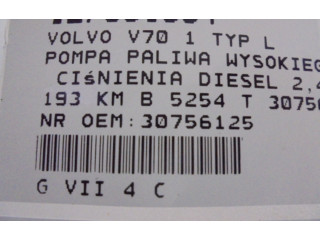 VOLVO V70 1 TYP L
POMPA PALIWA WYSOKIEG
CIśNIENIA DIESEL 2,4
193 KM B 5254 T 3075
NR OEM:30756125
G VII 4 C